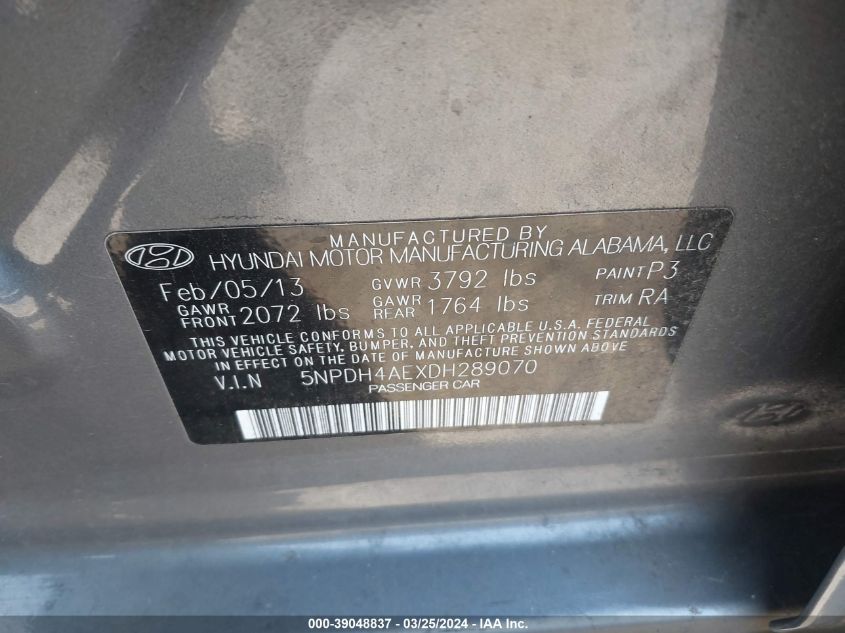 MANUFACTURED BY
HYUNDAI MOTOR MANUFACTURING ALABAMA, LLC
Feb/05/13 GVWR 3792 lbs PAINT P3
GAWR FRONT 2072 lbs GAWR REAR 1764 lbs TRIM RA
THIS VEHICLE CONFORMS TO ALL APPLICABLE U.S.A. FEDERAL
MOTOR VEHICLE SAFETY, BUMPER, AND THEFT PREVENTION STANDARDS
IN EFFECT ON THE DATE OF MANUFACTURE SHOWN ABOVE.
V.I.N 5NPDH4AEXDH289070
PASSENGER CAR
000-39048837 - 03/25/2024 - IAA Inc.